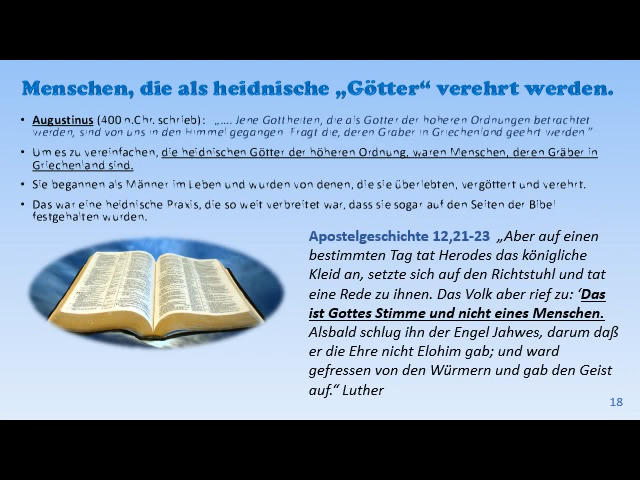 Menschen, die als heidnische „Götter“ verehrt werden.
• Augustinus (400 n.Chr. schrieb): „.... Jene Gottheiten, die als Götter der höheren Ordnungen betrachtet
werden, sind von uns in den Himmel gegangen. Fragt die, deren Gräber in Griechenland geehrt werden“
• Um es zu vereinfachen, die heidnischen Götter der höheren Ordnung, waren Menschen, deren Gräber in
Griechenland sind.
• Sie begannen als Männer im Leben und wurden von denen, die sie überlebten, vergöttert und verehrt.
• Das war eine heidnische Praxis, die so weit verbreitet war, dass sie sogar auf den Seiten der Bibel
festgehalten wurden.
Apostelgeschichte 12,21-23 „Aber auf einen
bestimmten Tag tat Herodes das königliche
Kleid an, setzte sich auf den Richtstuhl und tat
eine Rede zu ihnen. Das Volk aber rief zu: ‘Das
ist Gottes Stimme und nicht eines Menschen.
Alsbald schlug ihn der Engel Jahwes, darum daß
er die Ehre nicht Elohim gab; und ward
gefressen von den Würmern und gab den Geist
auf.“ Luther
18